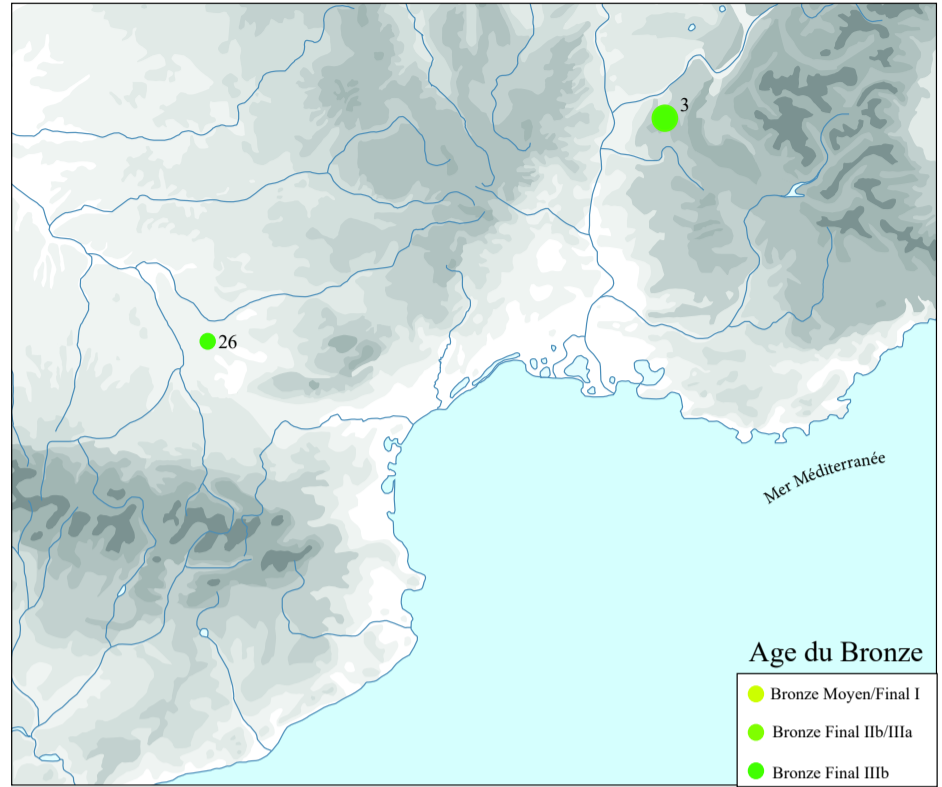 3
26
Mer Méditerranée
Age du Bronze
Bronze Moyen/Final I
Bronze Final IIb/IIIa
Bronze Final IIIb